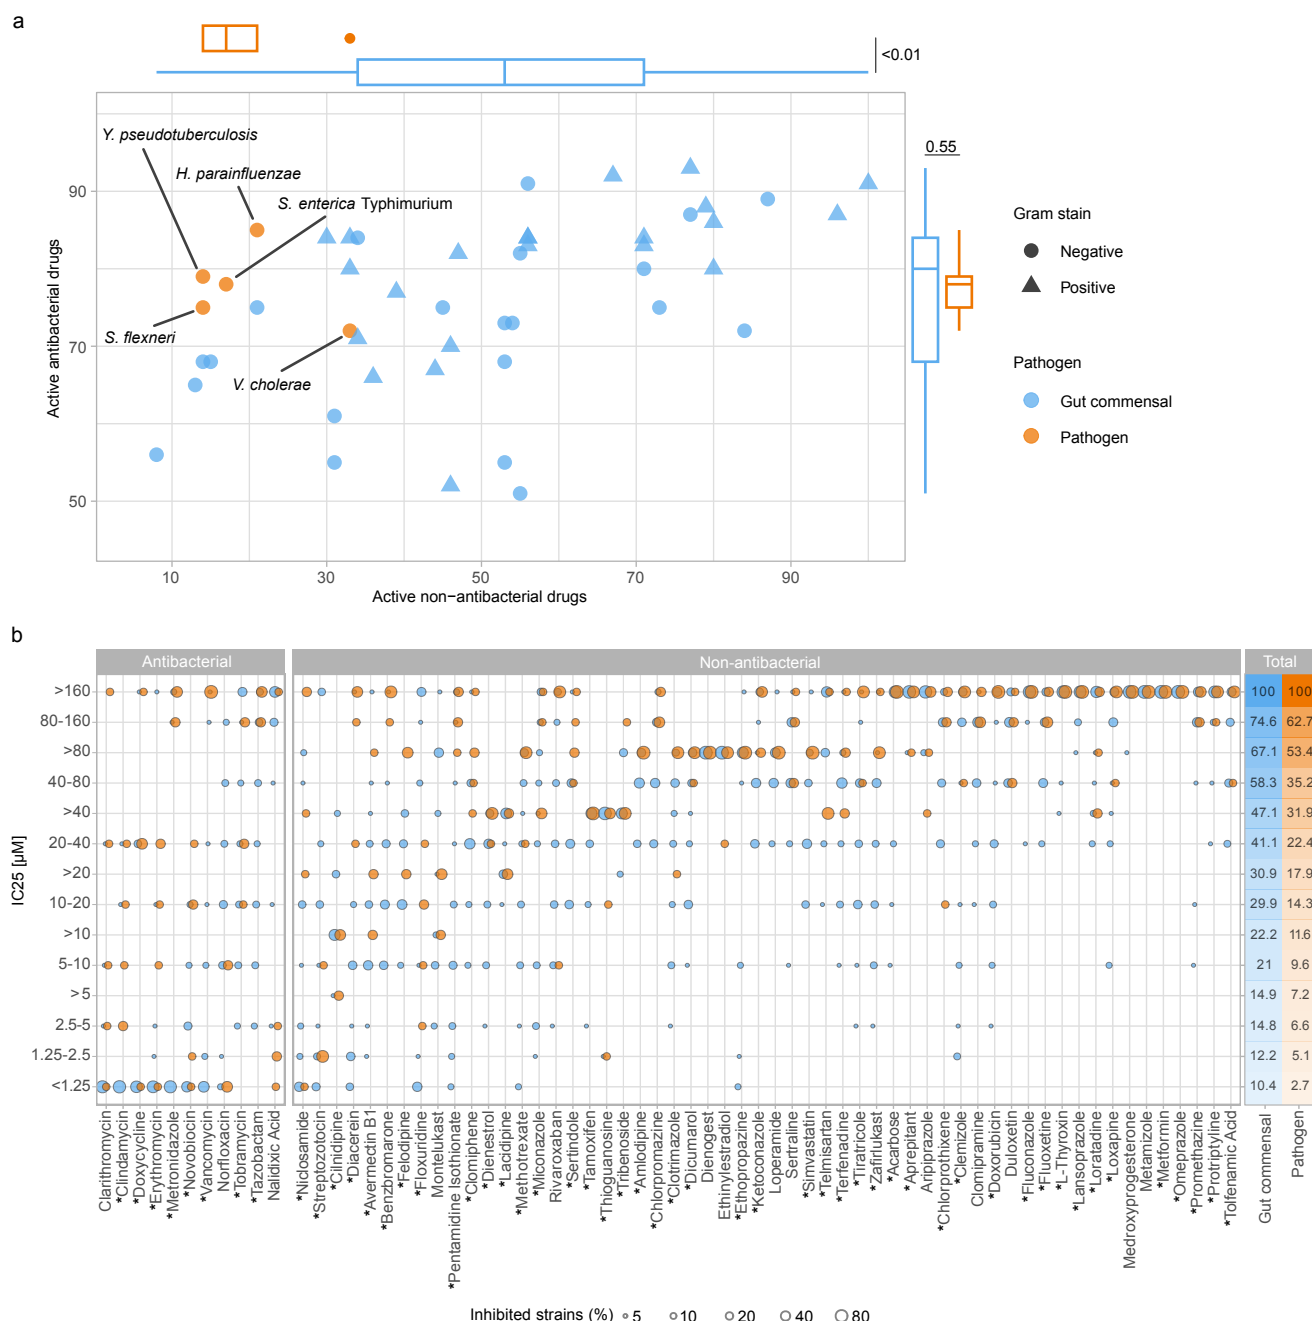 a
<0.01
Y. pseudotuberculosis
H. parainfluenzae
S. enterica Typhimurium
S. flexneri
V. cholerae
0.55
90
70
50
10 30 50 70 90
Active antibacterial drugs
Active non−antibacterial drugs
Gram stain
Negative
Positive
Pathogen
Gut commensal
Pathogen
b
Antibacterial Non-antibacterial Total
>160 100 100
80-160 74.6 62.7
>80 67.1 53.4
40-80 58.3 35.2
>40 47.1 31.9
20-40 41.1 22.4
>20 30.9 17.9
10-20 29.9 14.3
>10 22.2 11.6
5-10 21 9.6
>5 14.9 7.2
2.5-5 14.8 6.6
1.25-2.5 12.2 5.1
<1.25 10.4 2.7
IC25 [µM]
Clarithromycin
*Clindamycin
*Doxycycline
*Erythromycin
*Metronidazole
*Novobiocin
*Vancomycin
Norfloxacin
*Tobramycin
*Tazobactam
Nalidixic Acid
*Niclosamide
*Streptozotocin
*Cilnidipine
*Diacerein
*Avermectin B1
*Benzbromarone
*Felodipine
*Floxuridine
Montelukast
*Pentamidine Isothionate
*Clomiphene
*Dienestrol
*Lacidipine
*Methotrexate
*Miconazole
Rivaroxaban
*Sertindole
*Tamoxifen
*Thioguanosine
*Tribenoside
*Amlodipine
*Chlorpromazine
*Clotrimazole
*Dicumarol
Dienogest
Ethinylestradiol
*Ethopropazine
*Ketoconazole
Loperamide
Sertraline
*Simvastatin
*Telmisartan
*Terfenadine
*Tiratricole
*Zafirlukast
*Acarbose
*Aprepitant
Aripiprazole
*Chlorprothixene
*Clemizole
Clomipramine
*Doxorubicin
Duloxetin
*Fluconazole
*Fluoxetine
*L-Thyroxin
*Lansoprazole
*Loratadine
*Loxapine
Medroxyprogesterone
Metamizole
*Metformin
*Omeprazole
*Promethazine
*Protriptyline
*Tolfenamic Acid
Gut commensal
Pathogen
Inhibited strains (%) 5 10 20 40 80